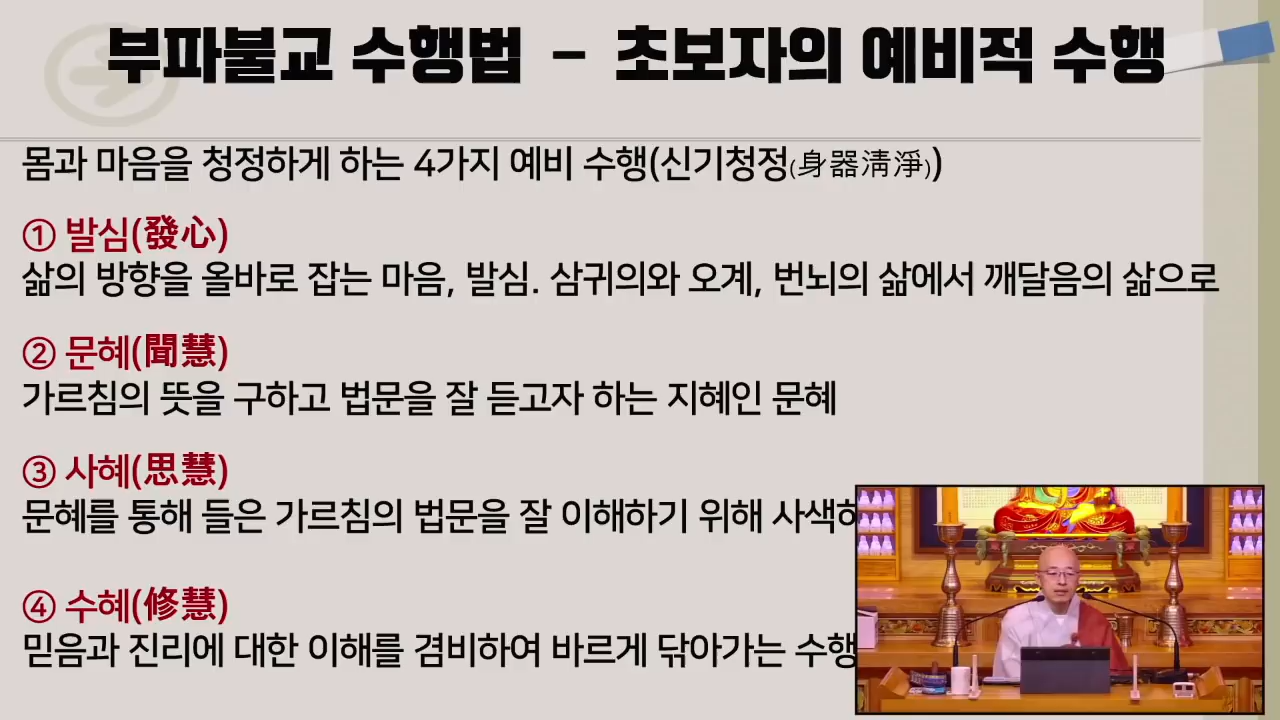 부파불교 수행법 - 초보자의 예비적 수행
몸과 마음을 청정하게 하는 4가지 예비 수행(신기청정(身器淸淨))
① 발심(發心)
삶의 방향을 올바로 잡는 마음, 발심. 삼귀의와 오계, 번뇌의 삶에서 깨달음의 삶으로
② 문혜(聞慧)
가르침의 뜻을 구하고 법문을 잘 듣고자 하는 지혜인 문혜
③ 사혜(思慧)
문혜를 통해 들은 가르침의 법문을 잘 이해하기 위해 사색하
④ 수혜(修慧)
믿음과 진리에 대한 이해를 겸비하여 바르게 닦아가는 수행